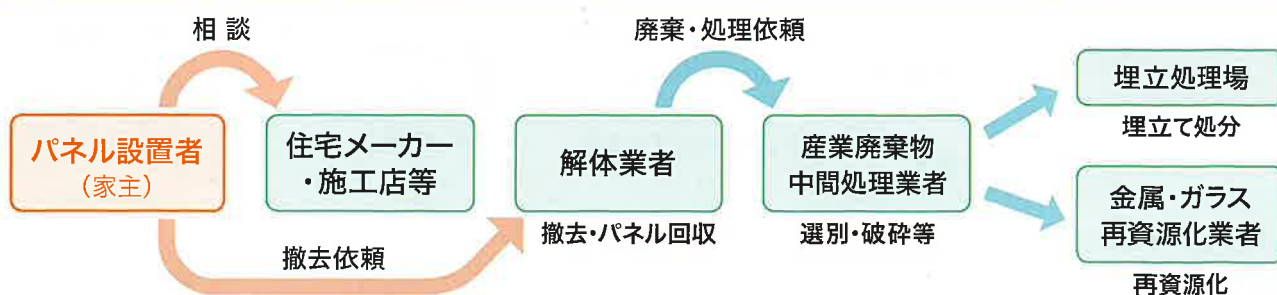 相 談
廃棄・処理依頼
パネル設置者
(家主)
住宅メーカー
・施工店等
解体業者
撤去・パネル回収
産業廃棄物
中間処理業者
選別・破砕等
埋立処理場
埋立て処分
金属・ガラス
再資源化業者
再資源化
撤去依頼